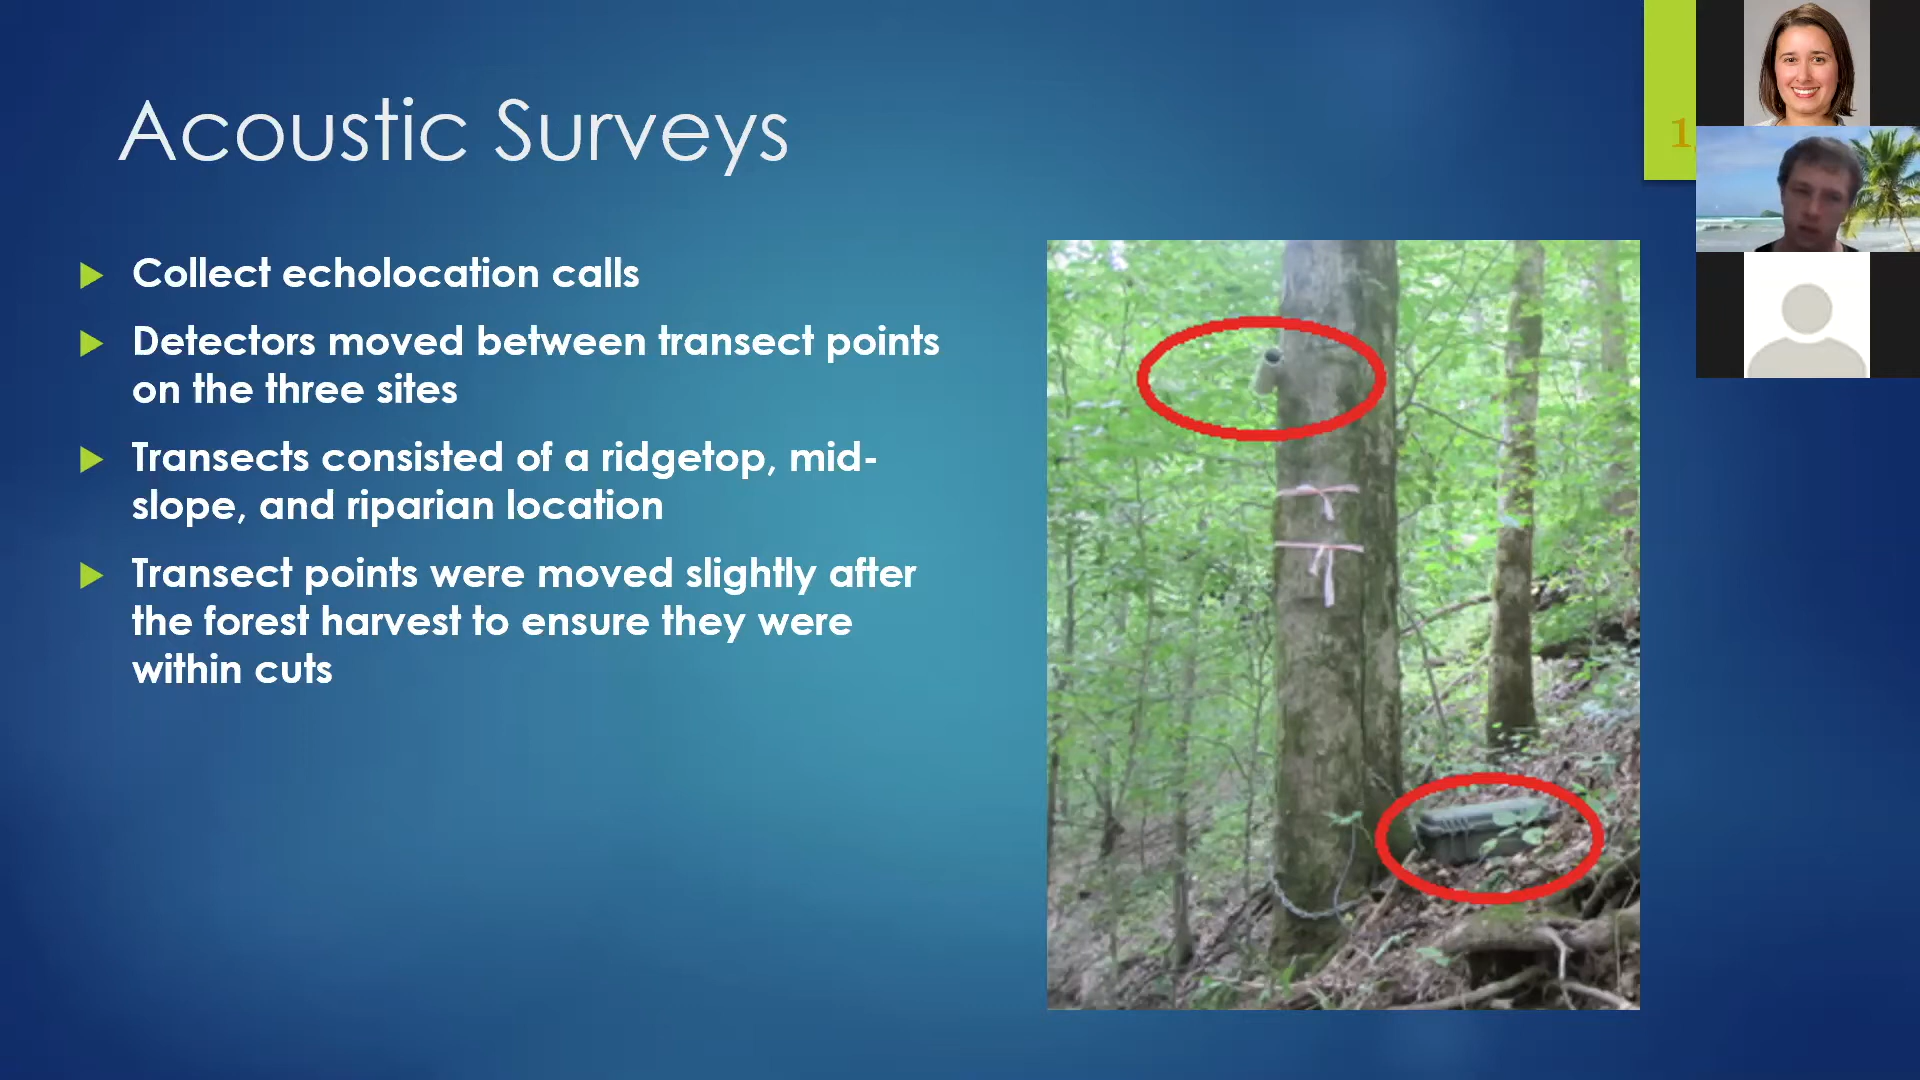 Acoustic Surveys
Collect echolocation calls
Detectors moved between transect points
on the three sites
Transects consisted of a ridgetop, mid-
slope, and riparian location
Transect points were moved slightly after
the forest harvest to ensure they were
within cuts